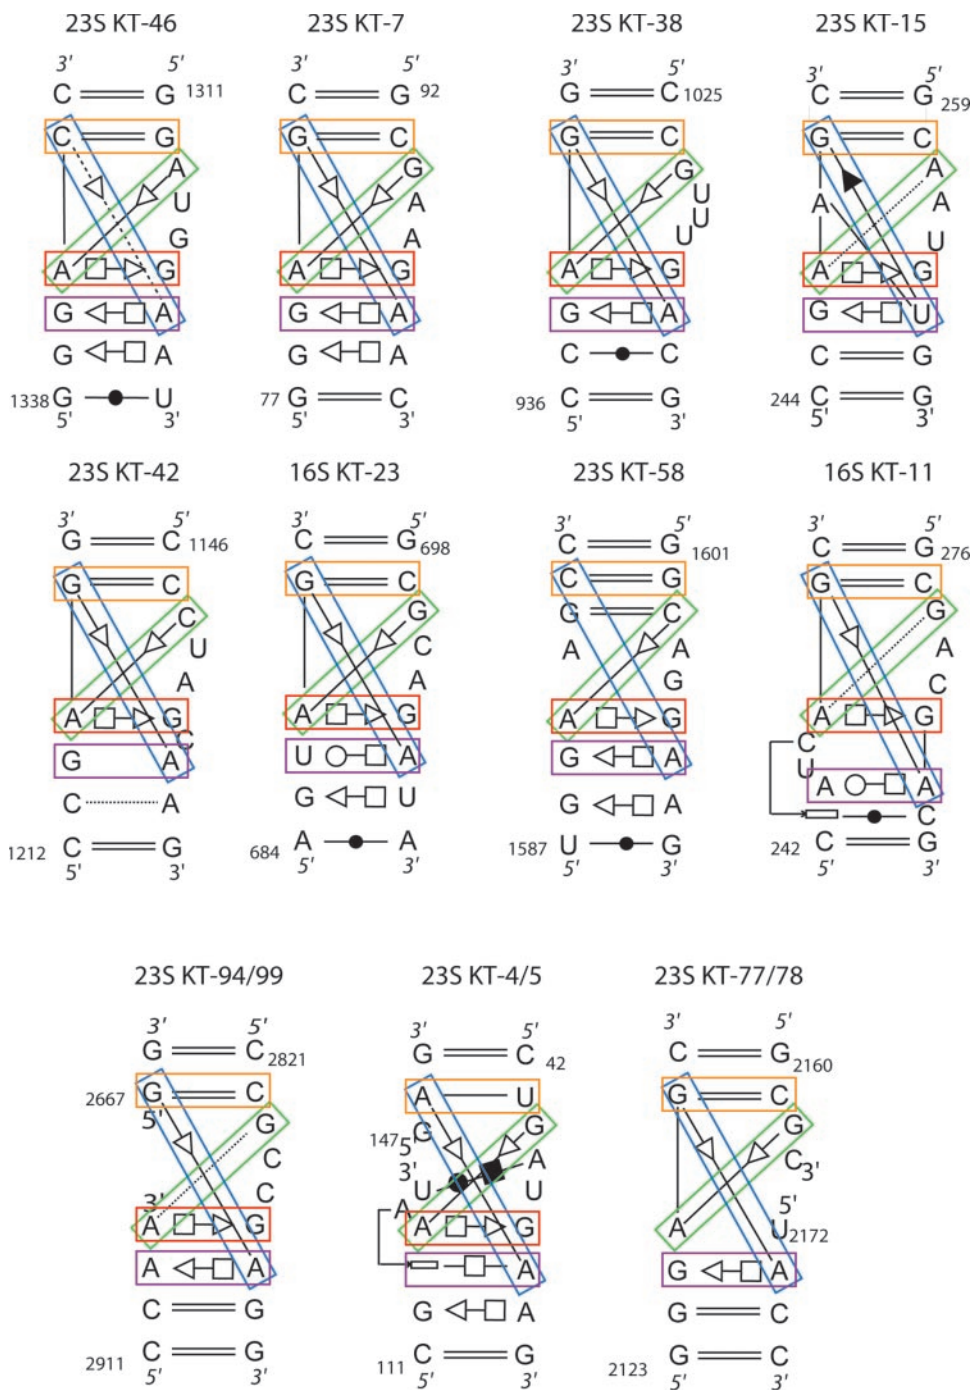 23S KT-46
3' 5'
C G 1311
C G
A
U
G
A G
G A
G A
1338 G U
5' 3'
23S KT-7
3' 5'
C G 92
G C
G
A
A
A G
G A
G A
77 G C
5' 3'
23S KT-38
3' 5'
G C 1025
G C
G
U
U
U
A G
G A
C C
936 C G
5' 3'
23S KT-15
3' 5'
C G 259
G C
A
A A
U
A G
G U
C G
244 C G
5' 3'
23S KT-42
3' 5'
G C 1146
G C
C
U
A
A G
C
G A
C A
1212 C G
5' 3'
16S KT-23
3' 5'
C G 698
G C
G
C
A
A G
U A
G U
684 A A
5' 3'
23S KT-58
3' 5'
C G 1601
C G
G C
A A
G
A G
G A
G A
1587 U G
5' 3'
16S KT-11
3' 5'
C G 276
G C
G
A
C
A G
C
U A A
C
242 C G
5' 3'
23S KT-94/99
3' 5'
G C 2821
2667 G C
5' G
C
3' C
A G
A A
C G
2911 C G
5' 3'
23S KT-4/5
3' 5'
G C 42
A U
G G
147 5'
3' A
U U
A
A G
A
G A
111 C G
5' 3'
23S KT-77/78
3' 5'
C G 2160
G C
G
C 3'
5'
A U 2172
G A
G C
2123 G C
5' 3'